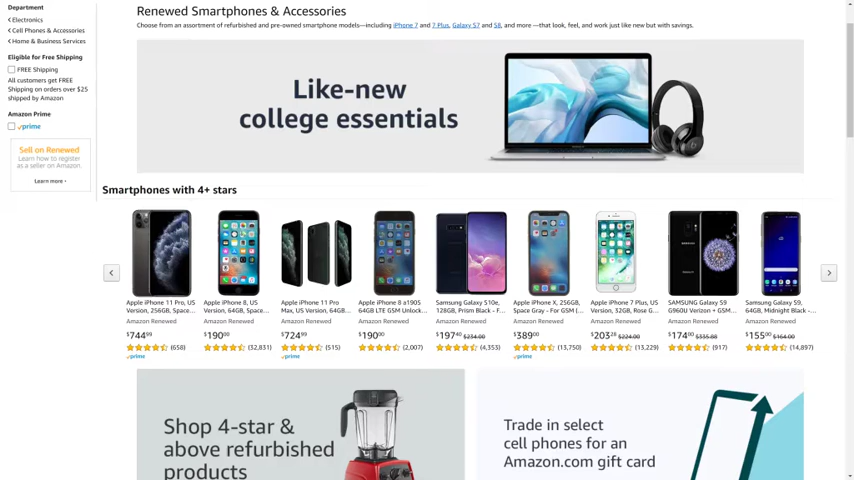 Department
Electronics
Cell Phones & Accessories
Home & Business Services
Eligible for Free Shipping
FREE Shipping
All customers get FREE
Shipping on orders over $25
shipped by Amazon
Amazon Prime
prime
Sell on Renewed
Learn how to register
as a seller on Amazon.
Learn more
Renewed Smartphones & Accessories
Choose from an assortment of refurbished and pre-owned smartphone models—including iPhone 7 and 7 Plus, Galaxy S7 and S8, and more —that look, feel, and work just like new but with savings.
Like-new
college essentials
Smartphones with 4+ stars
Apple iPhone 11 Pro, US
Version, 256GB, Space...
Amazon Renewed
$744.99
(658)
prime
Apple iPhone 8, US
Version, 64GB, Space...
Amazon Renewed
$190.00
(32,831)
Apple iPhone 11 Pro
Max, US Version, 64GB...
Amazon Renewed
$724.99
(515)
prime
Apple iPhone 8 a1905
64GB LTE GSM Unlock...
Amazon Renewed
$190.00
(2,007)
Samsung Galaxy S10e,
128GB, Prism Black - F...
Amazon Renewed
$197.40 $234.00
(4,353)
Apple iPhone X, 256GB,
Space Gray - For GSM (...
Amazon Renewed
$389.00
(13,750)
prime
Apple iPhone 7 Plus, US
Version, 32GB, Rose G...
Amazon Renewed
$224.00
(13,229)
SAMSUNG Galaxy S9
G960U Verizon + GSM...
Amazon Renewed
$174.00 $335.88
(917)
Samsung Galaxy S9,
64GB, Midnight Black -...
Amazon Renewed
$155.00 $164.00
(14,897)
Shop 4-star &
above refurbished
products
Trade in select
cell phones for an
Amazon.com gift card